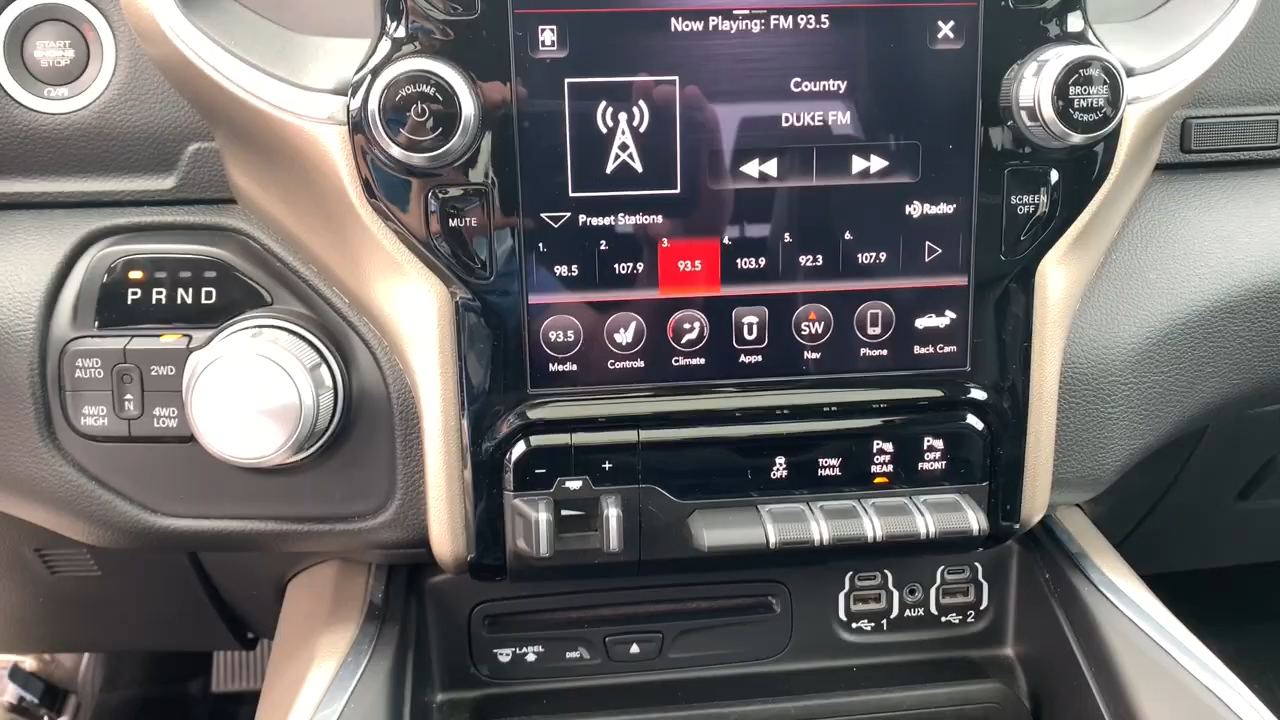 START
ENGINE
STOP
VOLUME
MUTE
Now Playing: FM 93.5
X
Country
DUKE FM
Preset Stations
HD Radio
1.
98.5
2.
107.9
3.
93.5
4.
103.9
5.
92.3
6.
107.9
93.5
Media
Controls
Climate
Apps
SW
Nav
Phone
Back Cam
TUNE
BROWSE
ENTER
SCROLL
SCREEN
OFF
P R N D
4WD
AUTO
2WD
N
4WD
HIGH
4WD
LOW
- +
OFF
TOW/
HAUL
P
OFF
REAR
P
OFF
FRONT
LABEL
DISC
1
AUX
2